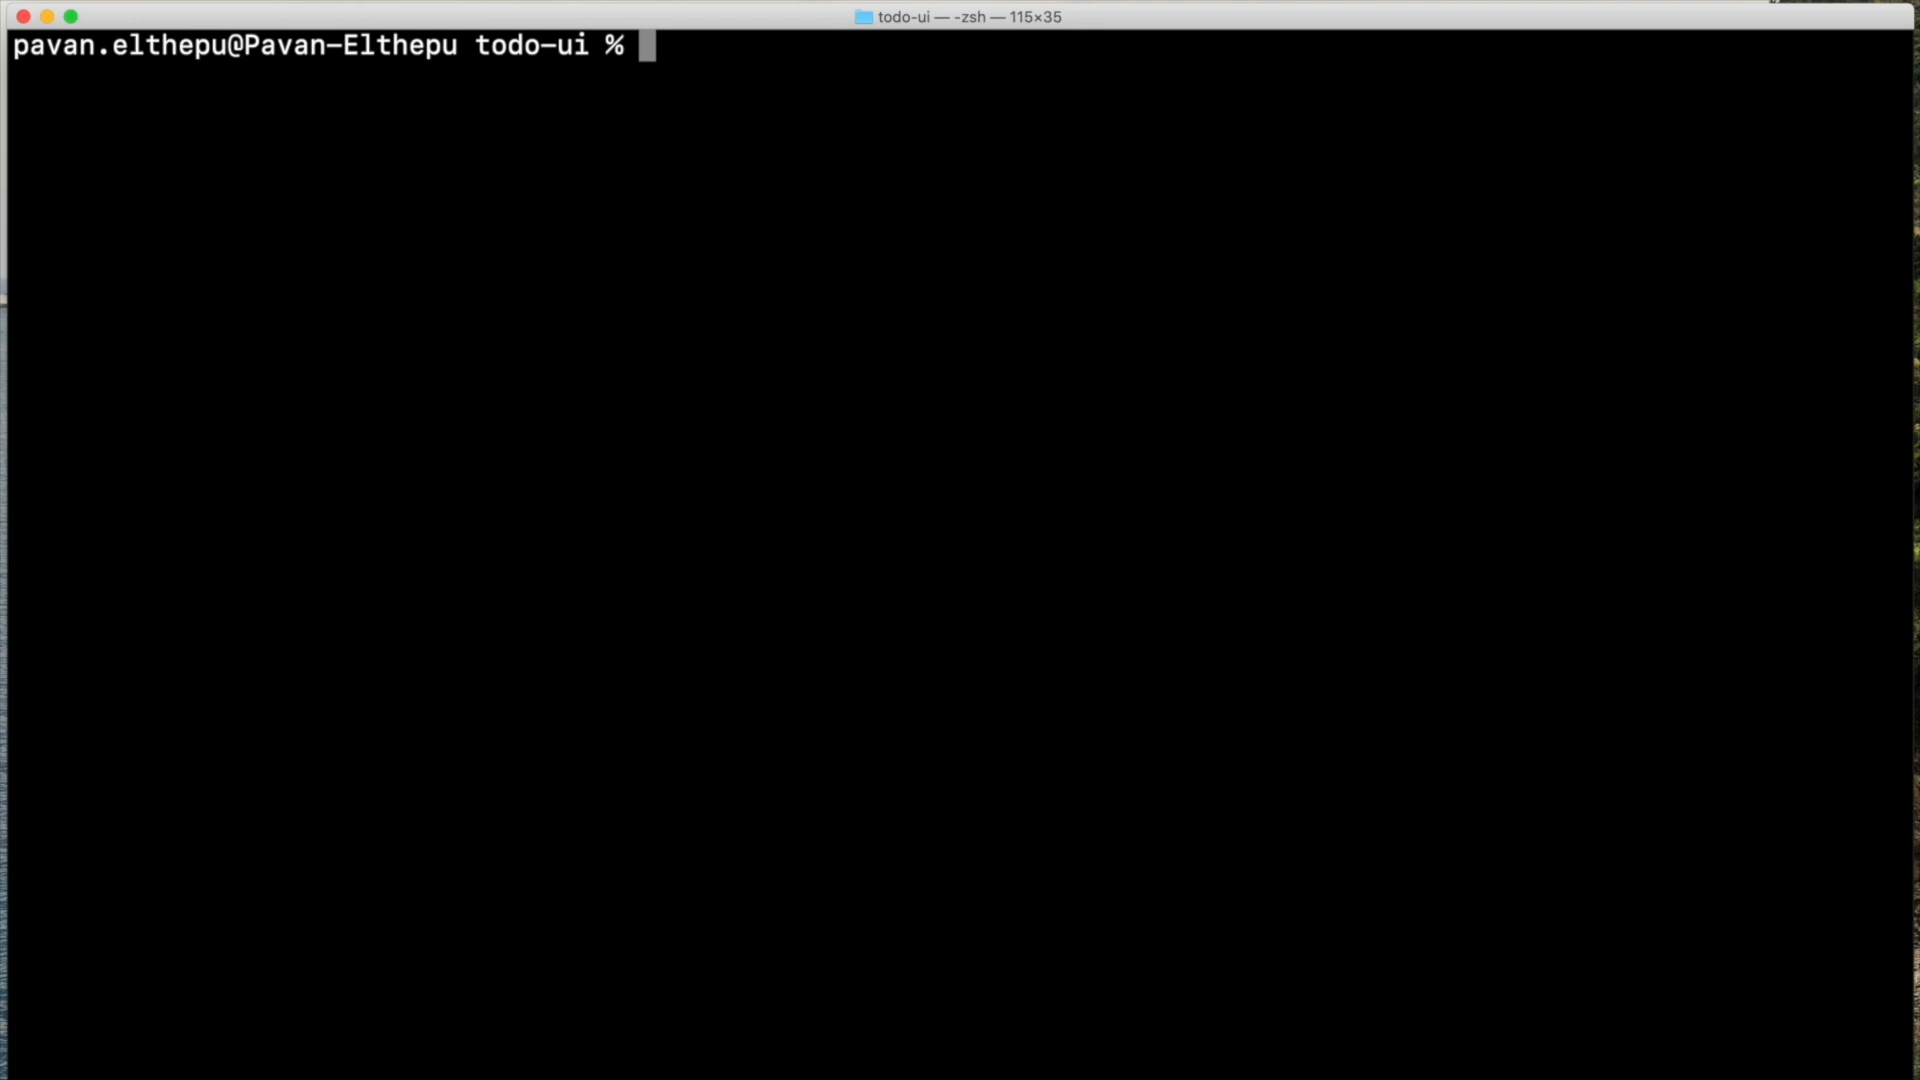 todo-ui — -zsh — 115×35
pavan.elthepu@Pavan-Elthepu todo-ui %